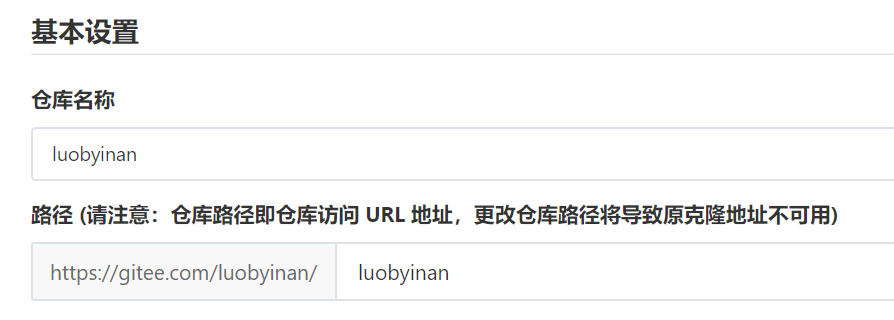 基本设置
仓库名称
luobyinan
路径 (请注意：仓库路径即仓库访问 URL 地址，更改仓库路径将导致原克隆地址不可用)
https://gitee.com/luobyinan/ luobyinan